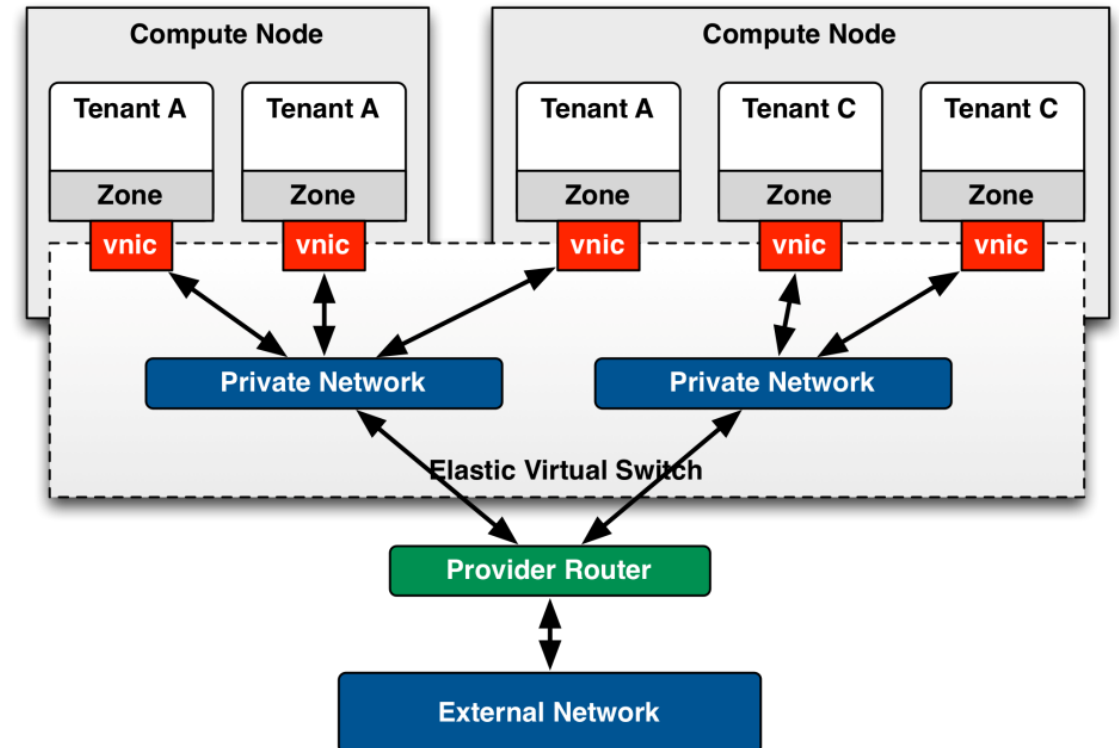 Compute Node
Compute Node
Tenant A
Tenant A
Tenant A
Tenant C
Tenant C
Zone
Zone
Zone
Zone
Zone
vnic
vnic
vnic
vnic
vnic
Private Network
Private Network
Elastic Virtual Switch
Provider Router
External Network